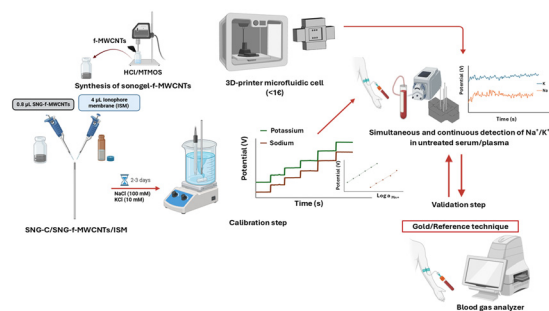 f-MWCNTs
HCl/MTMOS
Synthesis of sonogel-f-MWCNTs
0.8 µL SNG-f-MWCNTs
4 µL Ionophore
membrane (ISM)
2-3 days
NaCl (100 mM)
KCl (10 mM)
SNG-C/SNG-f-MWCNTs/ISM
3D-printer microfluidic cell
(<1€)
Potassium
Sodium
Potential (V)
Time (s)
Potential (V)
Calibration step
Potential (V)
K
Na
Time (s)
Simultaneous and continuous detection of Na⁺/K⁺
in untreated serum/plasma
Validation step
Gold/Reference technique
Blood gas analyzer